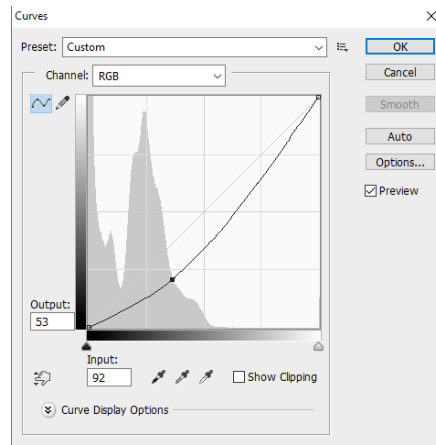 Curves
Preset: Custom
OK
Channel: RGB
Cancel
Smooth
Auto
Options...
Preview
Output:
53
Input:
92
Show Clipping
Curve Display Options